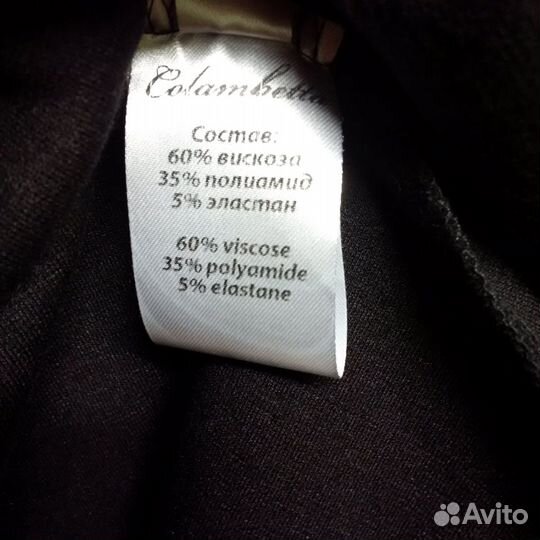 Colambetta
Состав:
60% вискоза
35% полиамид
5% эластан
60% viscose
35% polyamide
5% elastane
Avito